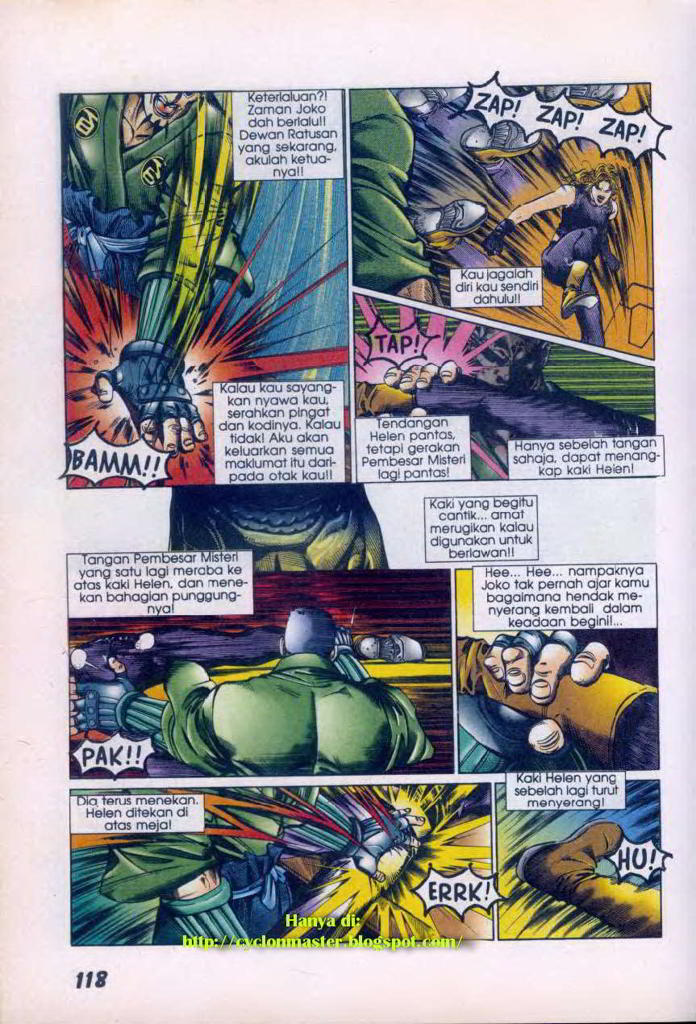 Keterlaluan?!
Zaman Joko
dah berlalu!!
Dewan Ratusan
yang sekarang,
akulah ketua-
nya!!
Kalau kau sayang-
kan nyawa kau,
serahkan pingat
dan kodinya. Kalau
tidak! Aku akan
keluarkan semua
maklumat itu dari-
pada otak kau!!
BAMM!!
ZAP! ZAP! ZAP!
Kau jagalah
diri kau sendiri
dahulu!!
TAP!
Tendangan
Helen pantas,
tetapi gerakan
Pembesar Misteri
lagi pantas!
Hanya sebelah tangan
sahaja, dapat menang-
kap kaki Helen!
Kaki yang begitu
cantik... amat
merugikan kalau
digunakan untuk
berlawan!!
Tangan Pembesar Misteri
yang satu lagi meraba ke
atas kaki Helen, dan mene-
kan bahagian punggung-
nya!
PAK!!
Hee... Hee... nampaknya
Joko tak pernah ajar kamu
bagaimana hendak me-
nyerang kembali dalam
keadaan begini!...
Dia terus menekan.
Helen ditekan di
atas meja!
ERRK!
Kaki Helen yang
sebelah lagi turut
menyerang!
HU!
Hanya di:
http://cyclonmaster.blogspot.com/
118